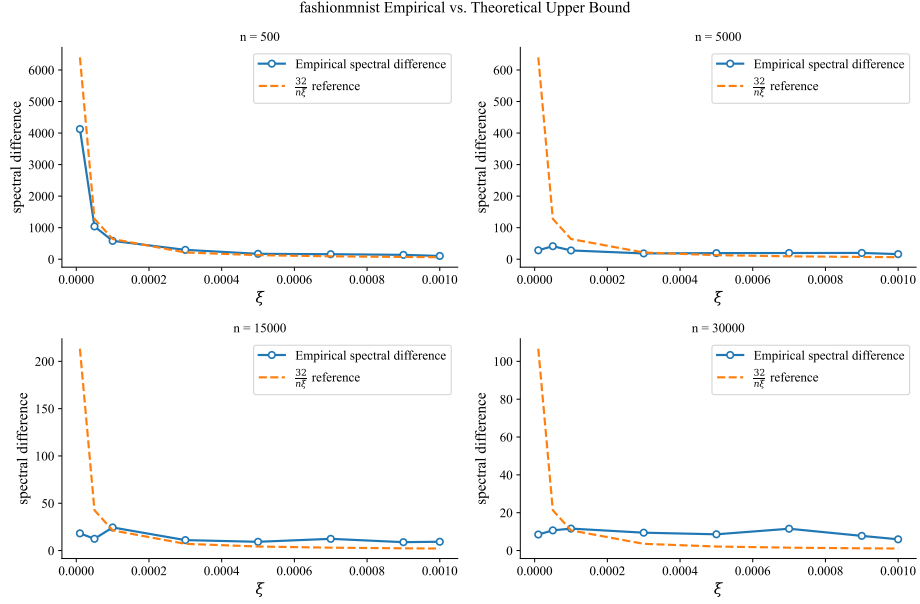 fashionmnist Empirical vs. Theoretical Upper Bound
n = 500
6000
5000
4000
3000
2000
1000
0
spectral difference
Empirical spectral difference
32/nξ reference
0.0000 0.0002 0.0004 0.0006 0.0008 0.0010
ξ
n = 5000
600
500
400
300
200
100
0
spectral difference
Empirical spectral difference
32/nξ reference
0.0000 0.0002 0.0004 0.0006 0.0008 0.0010
ξ
n = 15000
200
150
100
50
0
spectral difference
Empirical spectral difference
32/nξ reference
0.0000 0.0002 0.0004 0.0006 0.0008 0.0010
ξ
n = 30000
100
80
60
40
20
0
spectral difference
Empirical spectral difference
32/nξ reference
0.0000 0.0002 0.0004 0.0006 0.0008 0.0010
ξ